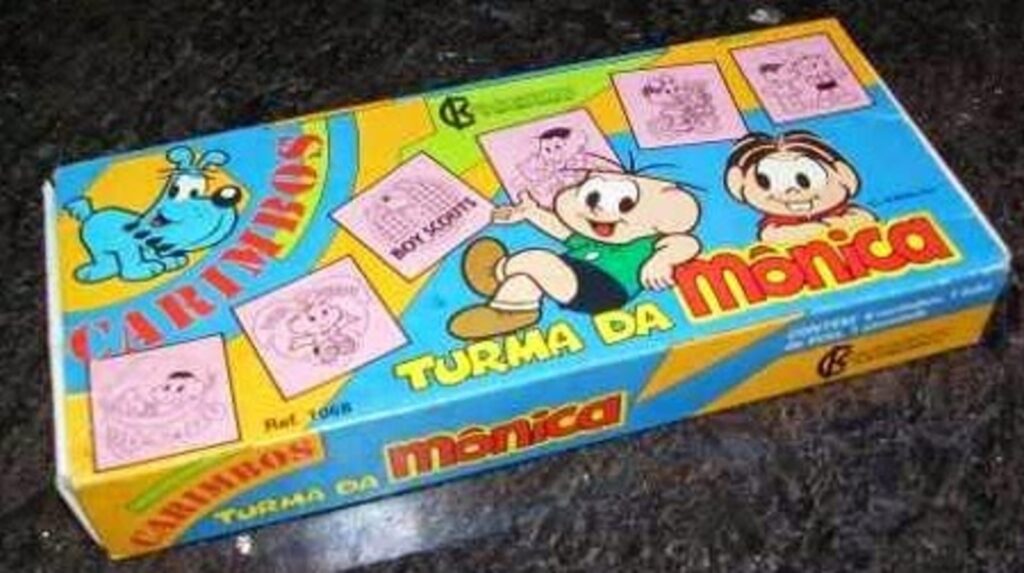 CARIMBOS
BOY SCOUTS
TURMA DA
mônica
Ref. 1068
CARIMBOS
TURMA DA mônica